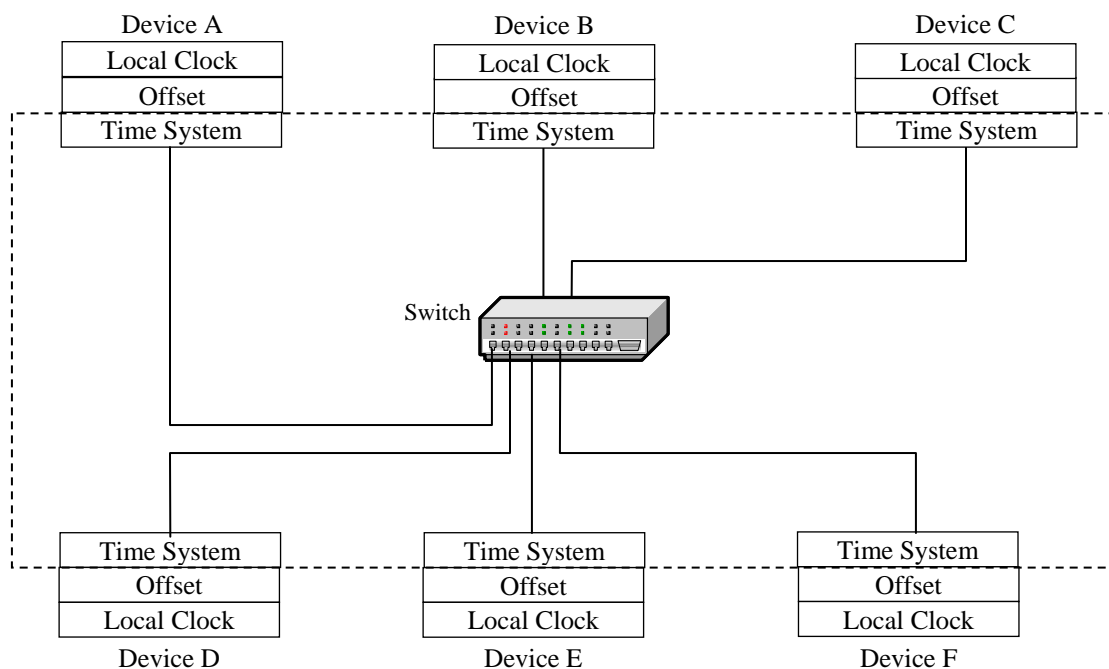 Device A
Local Clock
Offset
Time System
Device B
Local Clock
Offset
Time System
Device C
Local Clock
Offset
Time System
Switch
Time System
Offset
Local Clock
Device D
Time System
Offset
Local Clock
Device E
Time System
Offset
Local Clock
Device F